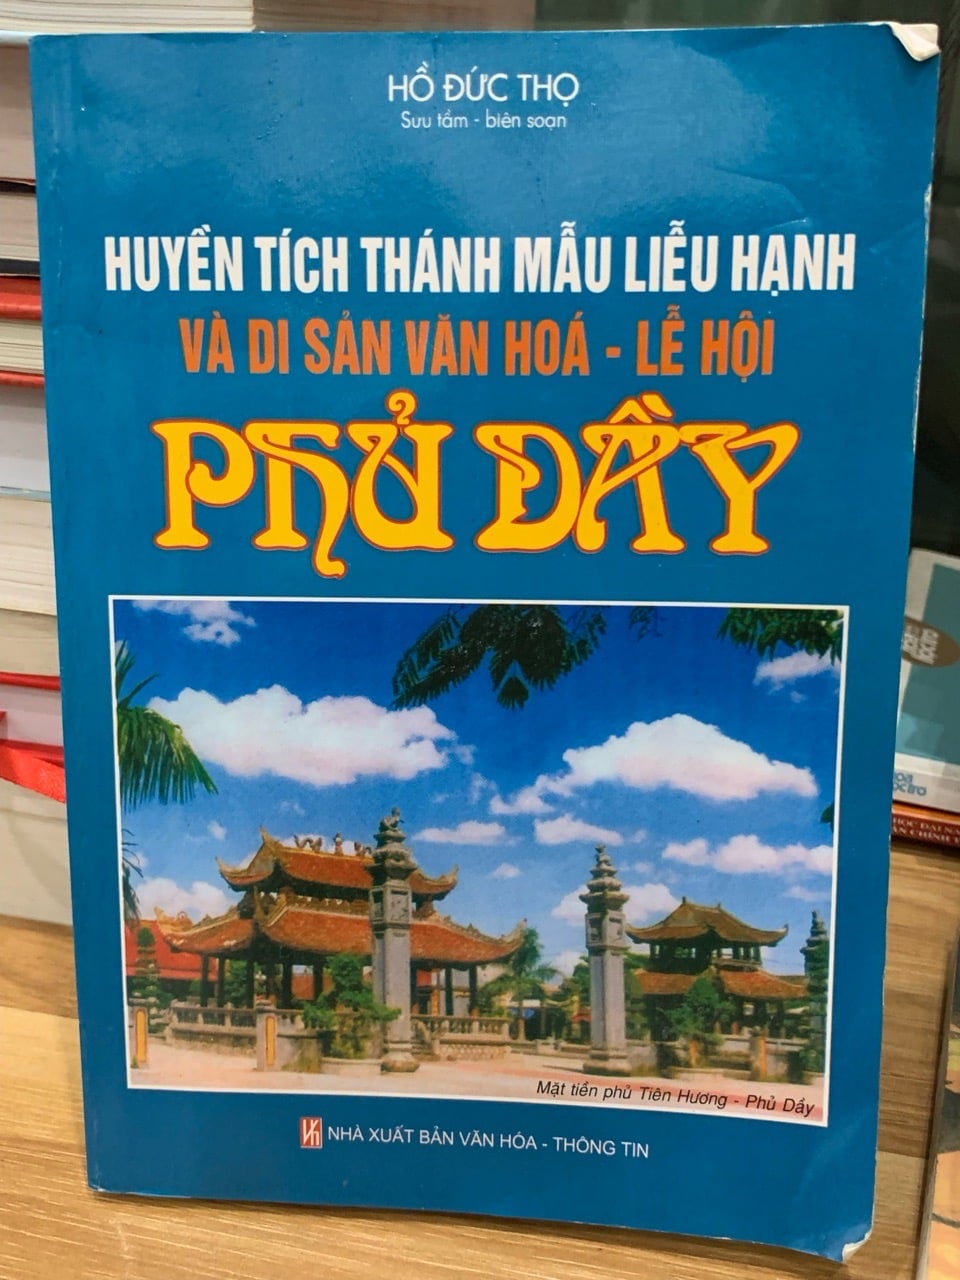 HỒ ĐỨC THỌ
Sưu tầm - biên soạn
HUYỀN TÍCH THÁNH MẪU LIỄU HẠNH
VÀ DI SẢN VĂN HOÁ - LỄ HỘI
PHỦ DẦY
Mặt tiền phủ Tiên Hương - Phủ Dầy
NHÀ XUẤT BẢN VĂN HÓA - THÔNG TIN